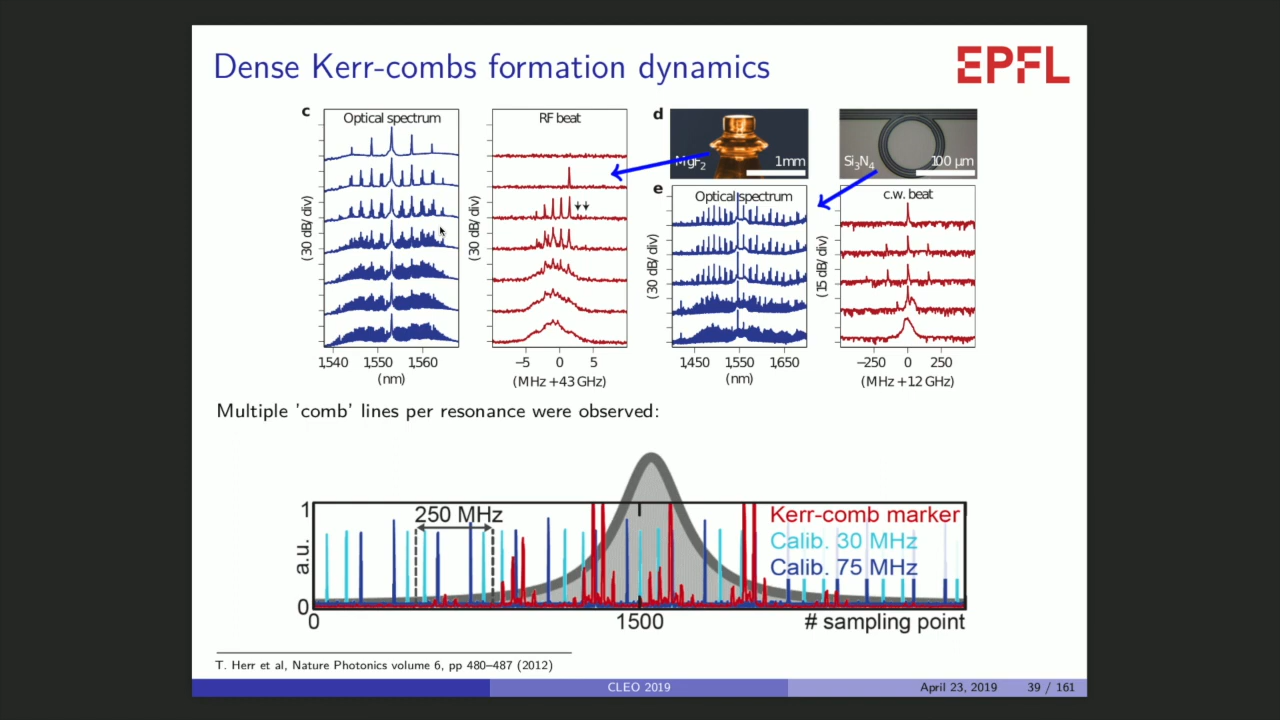 Dense Kerr-combs formation dynamics
EPFL
c
Optical spectrum
(30 dB/ div)
1,540 1,550 1,560
(nm)
RF beat
(30 dB/ div)
−5 0 5
(MHz + 43 GHz)
d
MgF2
1mm
Si3N4
100 µm
e
Optical spectrum
(30 dB/ div)
1,450 1,550 1,650
(nm)
c.w. beat
(15 dB/ div)
−250 0 250
(MHz + 12 GHz)
Multiple 'comb' lines per resonance were observed:
1
250 MHz
Kerr-comb marker
Calib. 30 MHz
Calib. 75 MHz
a.u.
0
0 1500 # sampling point
T. Herr et al, Nature Photonics volume 6, pp 480–487 (2012)
CLEO 2019 April 23, 2019 39 / 161